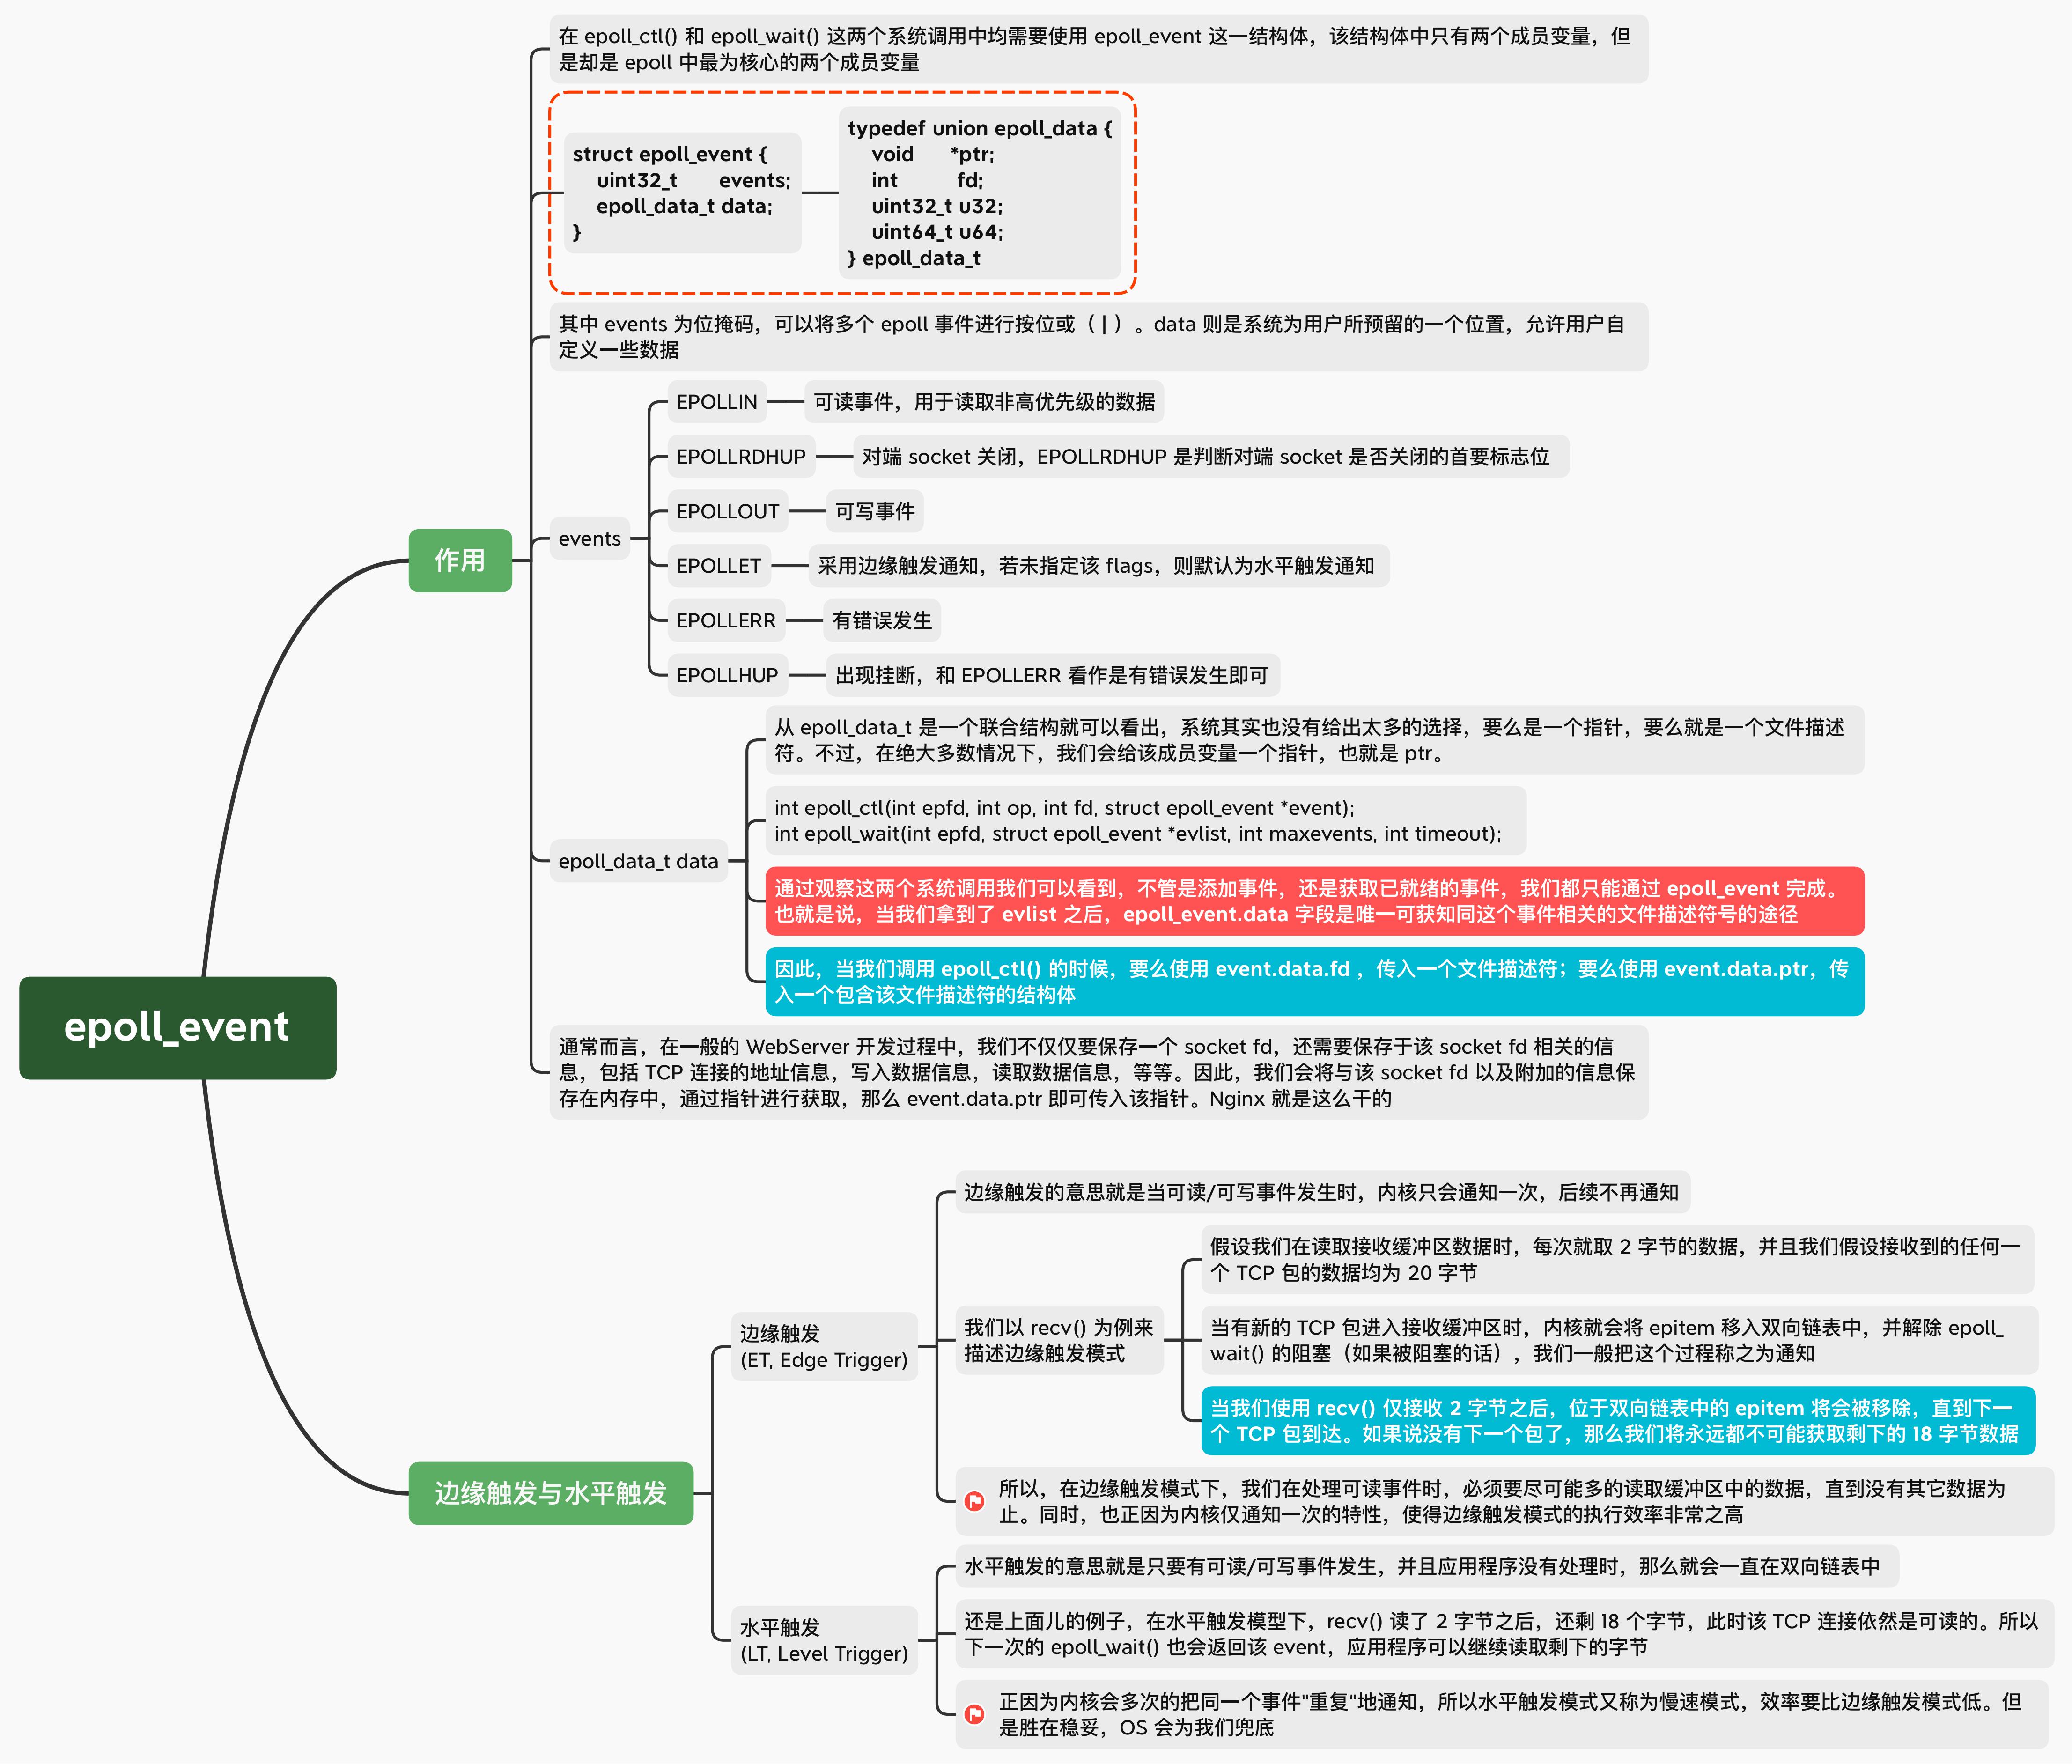 在 epoll_ctl() 和 epoll_wait() 这两个系统调用中均需要使用 epoll_event 这一结构体，该结构体中只有两个成员变量，但
是却是 epoll 中最为核心的两个成员变量
struct epoll_event {
uint32_t events;
epoll_data_t data;
}
typedef union epoll_data {
void *ptr;
int fd;
uint32_t u32;
uint64_t u64;
} epoll_data_t
其中 events 为位掩码，可以将多个 epoll 事件进行按位或（ | ）。data 则是系统为用户所预留的一个位置，允许用户自
定义一些数据
作用
events
EPOLLIN
可读事件，用于读取非高优先级的数据
EPOLLRDHUP
对端 socket 关闭，EPOLLRDHUP 是判断对端 socket 是否关闭的首要标志位
EPOLLOUT
可写事件
EPOLLET
采用边缘触发通知，若未指定该 flags，则默认为水平触发通知
EPOLLERR
有错误发生
EPOLLHUP
出现挂断，和 EPOLLERR 看作是有错误发生即可
epoll_data_t data
从 epoll_data_t 是一个联合结构就可以看出，系统其实也没有给出太多的选择，要么是一个指针，要么就是一个文件描述
符。不过，在绝大多数情况下，我们会给该成员变量一个指针，也就是 ptr。
int epoll_ctl(int epfd, int op, int fd, struct epoll_event *event);
int epoll_wait(int epfd, struct epoll_event *evlist, int maxevents, int timeout);
通过观察这两个系统调用我们可以看到，不管是添加事件，还是获取已就绪的事件，我们都只能通过 epoll_event 完成。
也就是说，当我们拿到了 evlist 之后，epoll_event.data 字段是唯一可获知同这个事件相关的文件描述符号的途径
因此，当我们调用 epoll_ctl() 的时候，要么使用 event.data.fd ，传入一个文件描述符；要么使用 event.data.ptr，传
入一个包含该文件描述符的结构体
通常而言，在一般的 WebServer 开发过程中，我们不仅仅要保存一个 socket fd，还需要保存于该 socket fd 相关的信
息，包括 TCP 连接的地址信息，写入数据信息，读取数据信息，等等。因此，我们会将与该 socket fd 以及附加的信息保
存在内存中，通过指针进行获取，那么 event.data.ptr 即可传入该指针。Nginx 就是这么干的
epoll_event
边缘触发与水平触发
边缘触发
(ET, Edge Trigger)
边缘触发的意思就是当可读/可写事件发生时，内核只会通知一次，后续不再通知
我们以 recv() 为例来
描述边缘触发模式
假设我们在读取接收缓冲区数据时，每次就取 2 字节的数据，并且我们假设接收到的任何一
个 TCP 包的数据均为 20 字节
当有新的 TCP 包进入接收缓冲区时，内核就会将 epitem 移入双向链表中，并解除 epoll_
wait() 的阻塞（如果被阻塞的话），我们一般把这个过程称之为通知
当我们使用 recv() 仅接收 2 字节之后，位于双向链表中的 epitem 将会被移除，直到下一
个 TCP 包到达。如果说没有下一个包了，那么我们将永远都不可能获取剩下的 18 字节数据
所以，在边缘触发模式下，我们在处理可读事件时，必须要尽可能多的读取缓冲区中的数据，直到没有其它数据为
止。同时，也正因为内核仅通知一次的特性，使得边缘触发模式的执行效率非常之高
水平触发
(LT, Level Trigger)
水平触发的意思就是只要有可读/可写事件发生，并且应用程序没有处理时，那么就会一直在双向链表中
还是上面儿的例子，在水平触发模型下，recv() 读了 2 字节之后，还剩 18 个字节，此时该 TCP 连接依然是可读的。所以
下一次的 epoll_wait() 也会返回该 event，应用程序可以继续读取剩下的字节
正因为内核会多次的把同一个事件"重复"地通知，所以水平触发模式又称为慢速模式，效率要比边缘触发模式低。但
是胜在稳妥，OS 会为我们兜底